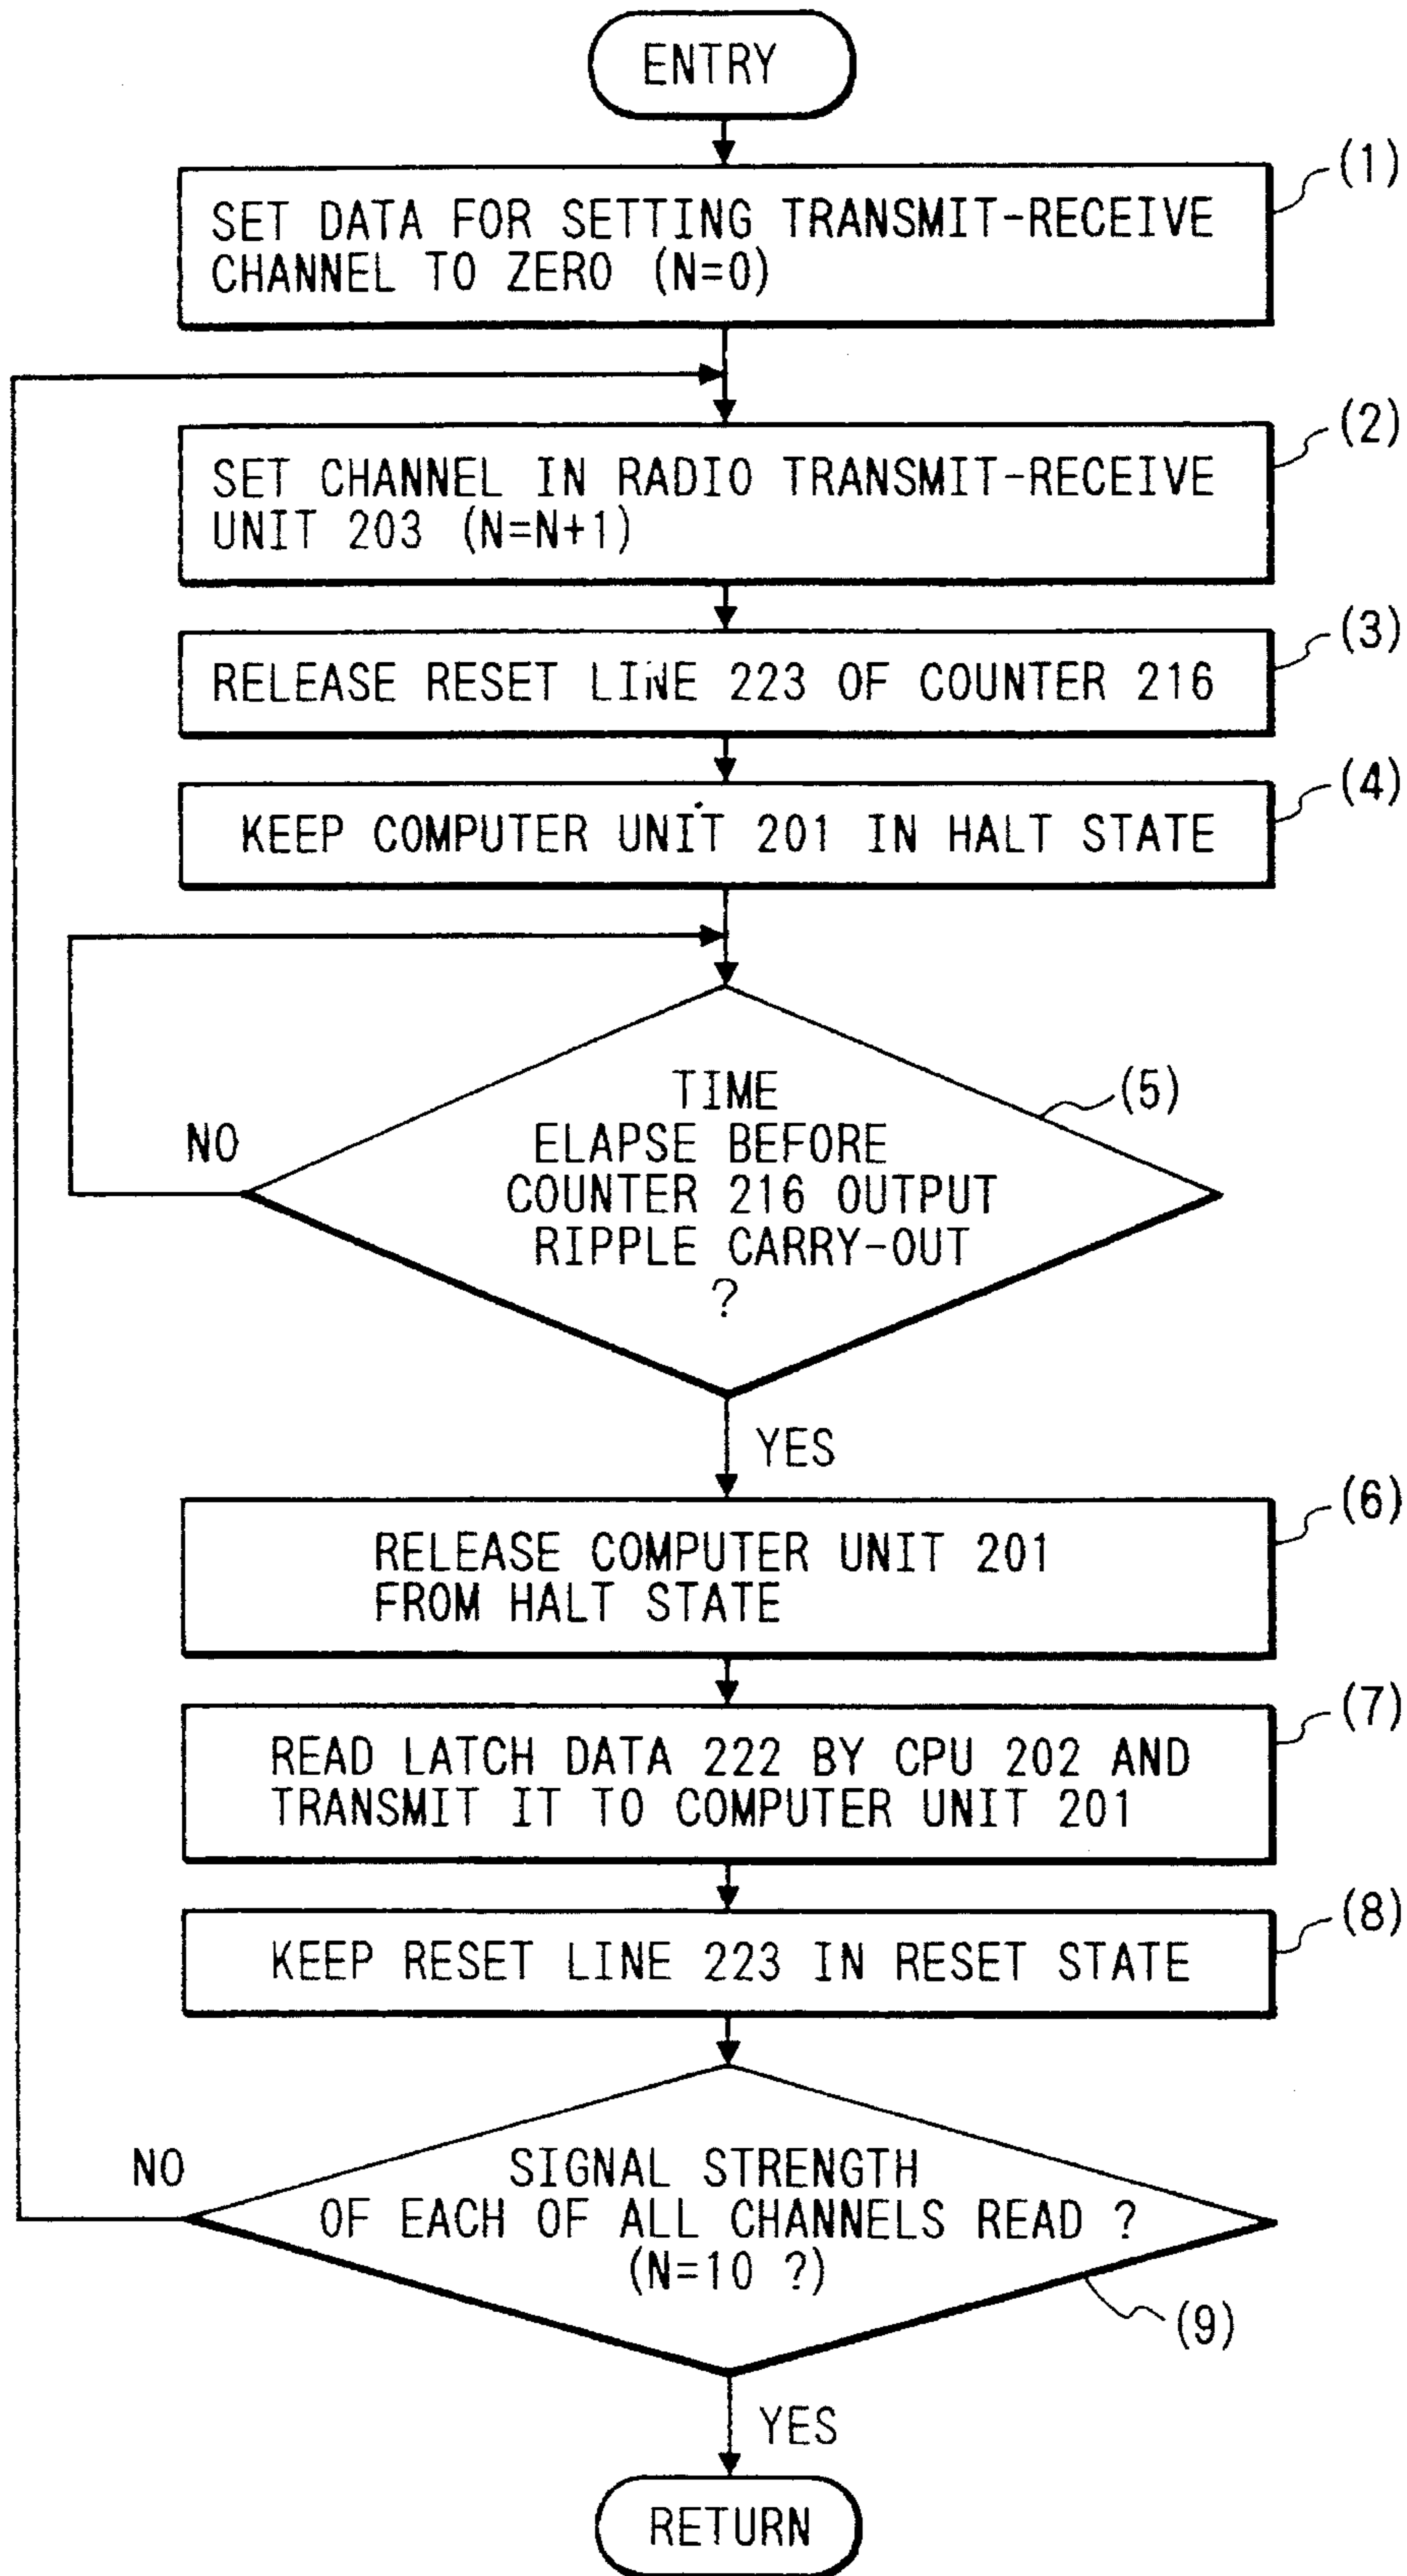 ENTRY
(1)
SET DATA FOR SETTING TRANSMIT-RECEIVE
CHANNEL TO ZERO (N=0)
(2)
SET CHANNEL IN RADIO TRANSMIT-RECEIVE
UNIT 203 (N=N+1)
(3)
RELEASE RESET LINE 223 OF COUNTER 216
(4)
KEEP COMPUTER UNIT 201 IN HALT STATE
TIME
ELAPSE BEFORE
COUNTER 216 OUTPUT
RIPPLE CARRY-OUT
?
(5)
NO
YES
(6)
RELEASE COMPUTER UNIT 201
FROM HALT STATE
(7)
READ LATCH DATA 222 BY CPU 202 AND
TRANSMIT IT TO COMPUTER UNIT 201
(8)
KEEP RESET LINE 223 IN RESET STATE
NO
SIGNAL STRENGTH
OF EACH OF ALL CHANNELS READ ?
(N=10 ?)
(9)
YES
RETURN